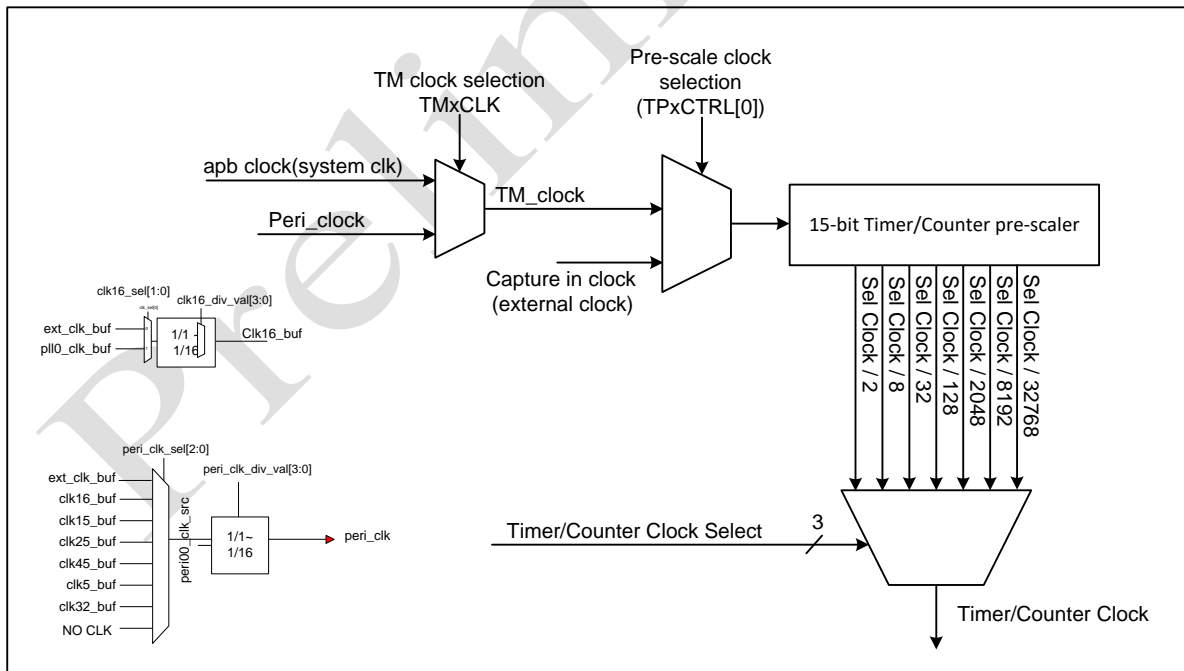 Prelim
TM clock selection
TMxCLK
Pre-scale clock
selection
(TPxCTRL[0])
apb clock(system clk)
Peri_clock
TM_clock
Capture in clock
(external clock)
15-bit Timer/Counter pre-scaler
Sel Clock / 2
Sel Clock / 8
Sel Clock / 32
Sel Clock / 128
Sel Clock / 2048
Sel Clock / 8192
Sel Clock / 32768
Timer/Counter Clock Select
3
Timer/Counter Clock
clk16_sel[1:0]
clk16_div_val[3:0]
ext_clk_buf
pll0_clk_buf
1/1 ~
1/16
Clk16_buf
peri_clk_sel[2:0]
peri_clk_div_val[3:0]
ext_clk_buf
clk16_buf
clk15_buf
clk25_buf
clk45_buf
clk5_buf
clk32_buf
NO CLK
peri00_clk_src
1/1~
1/16
peri_clk